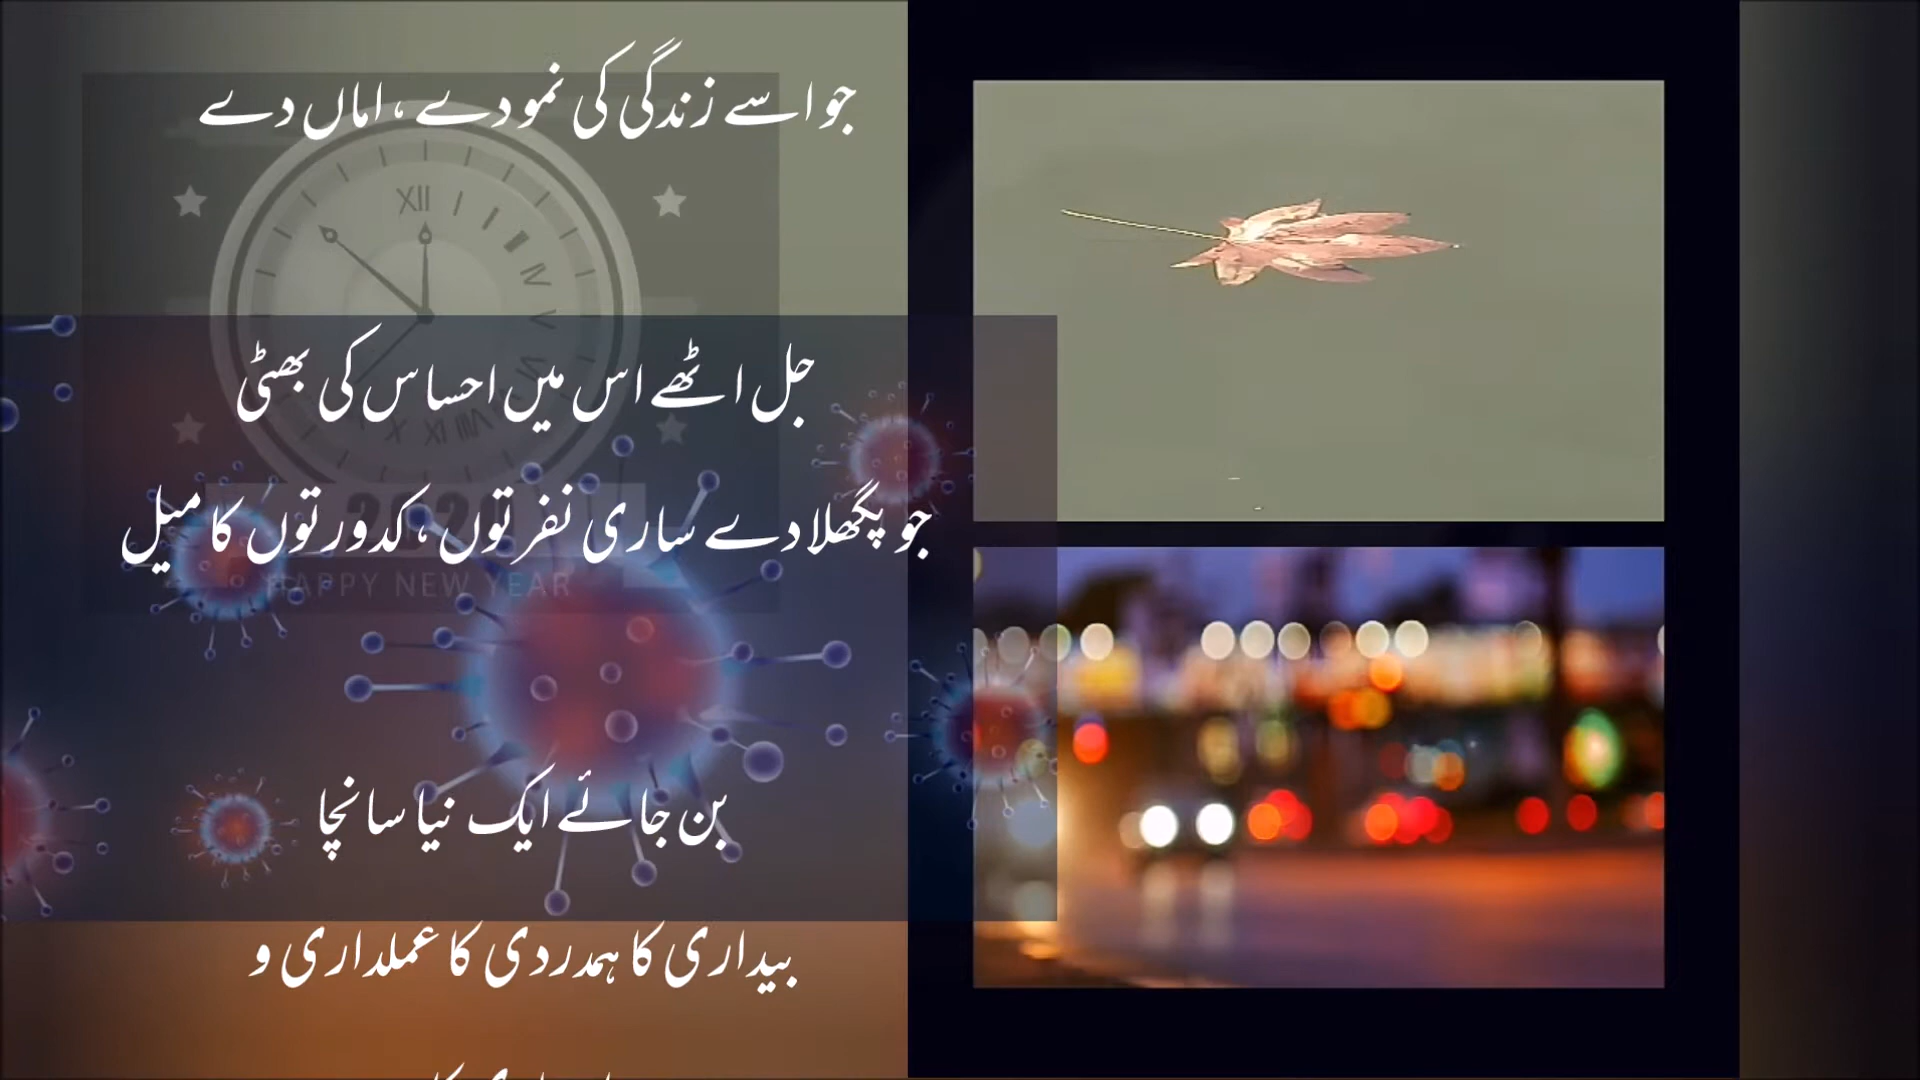 جو اسے زندگی کی نمو دے ، اماں دے
XII
جل اٹھے اس میں احساس کی بھٹی
جو پگھلا دے ساری نفرتوں ، کدورتوں کا میل
HAPPY NEW YEAR
بن جائے ایک نیا سانچا
بیداری کا ہمدردی کا عملداری و